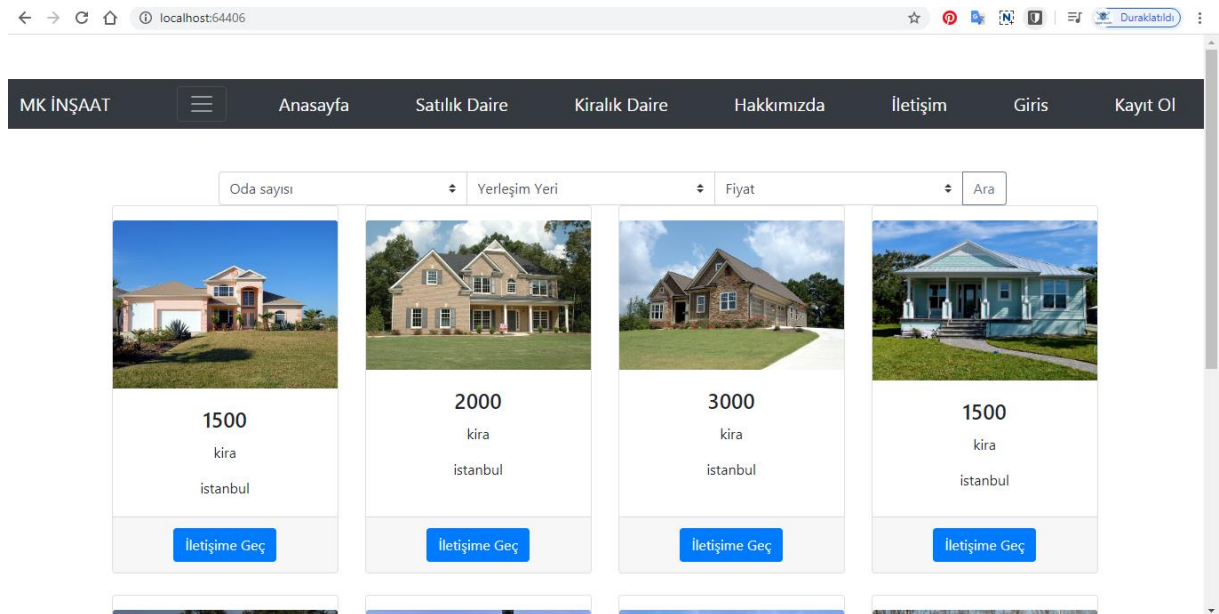 localhost:64406
Duraklatıldı
MK İNŞAAT Anasayfa Satılık Daire Kiralık Daire Hakkımızda İletişim Giris Kayıt Ol
Oda sayısı Yerleşim Yeri Fiyat Ara
1500
kira
istanbul
İletişime Geç
2000
kira
istanbul
İletişime Geç
3000
kira
istanbul
İletişime Geç
1500
kira
istanbul
İletişime Geç